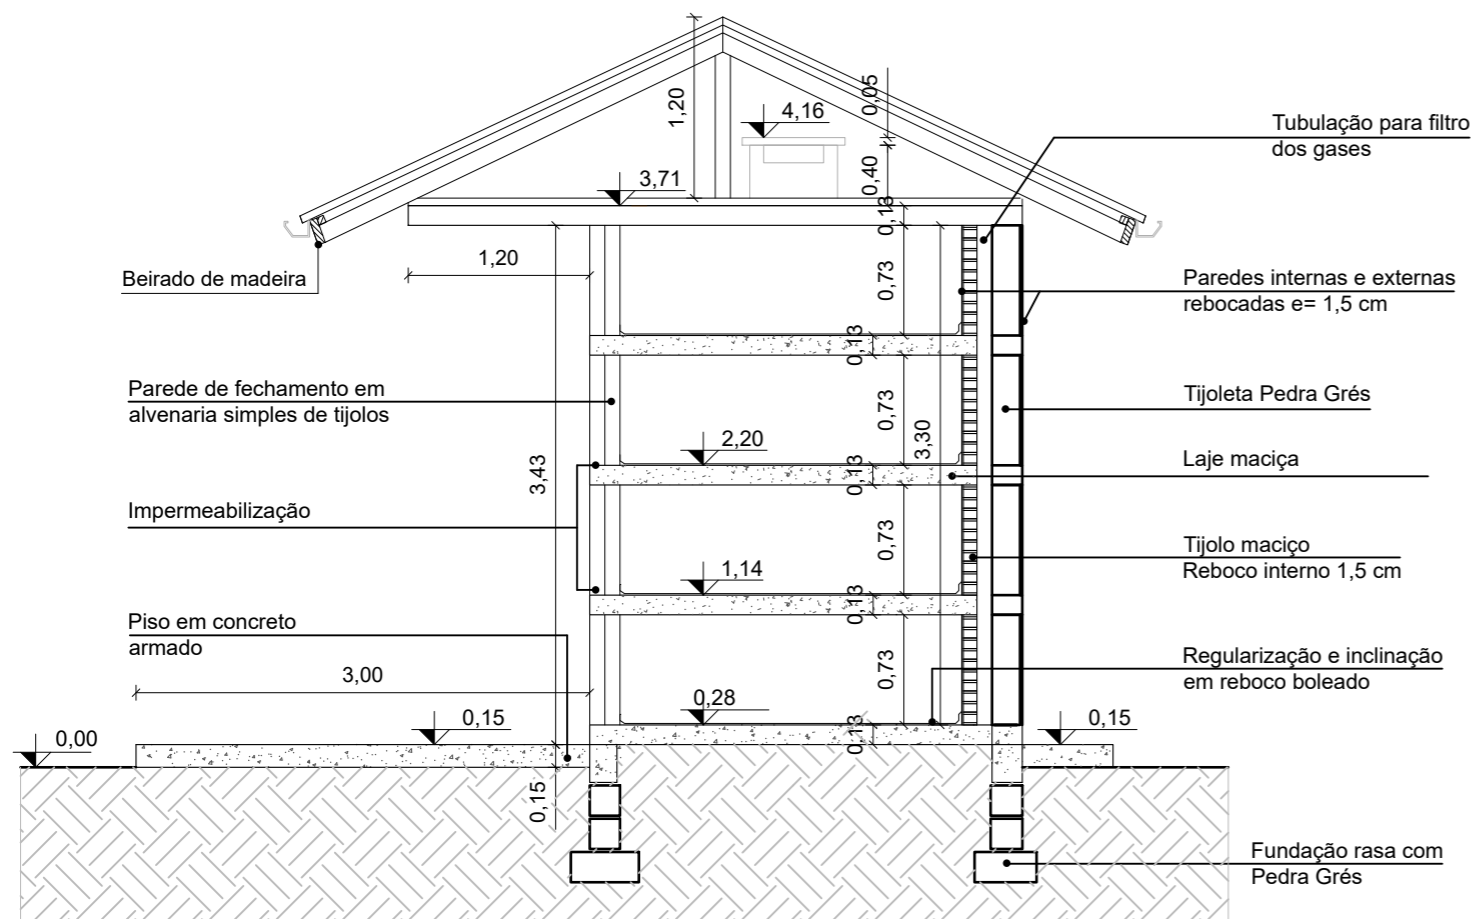 1,20
4,16
0,05
Tubulação para filtro
dos gases
3,71
0,40
0,13
Beirado de madeira
1,20
0,73
Paredes internas e externas
rebocadas e= 1,5 cm
0,13
Parede de fechamento em
alvenaria simples de tijolos
0,73
Tijoleta Pedra Grés
2,20
3,30
3,43
0,13
Laje maciça
Impermeabilização
0,73
Tijolo maciço
Reboco interno 1,5 cm
1,14
0,13
Piso em concreto
armado
0,73
Regularização e inclinação
em reboco boleado
3,00
0,28
0,15
0,15
0,00
0,13
0,15
Fundação rasa com
Pedra Grés